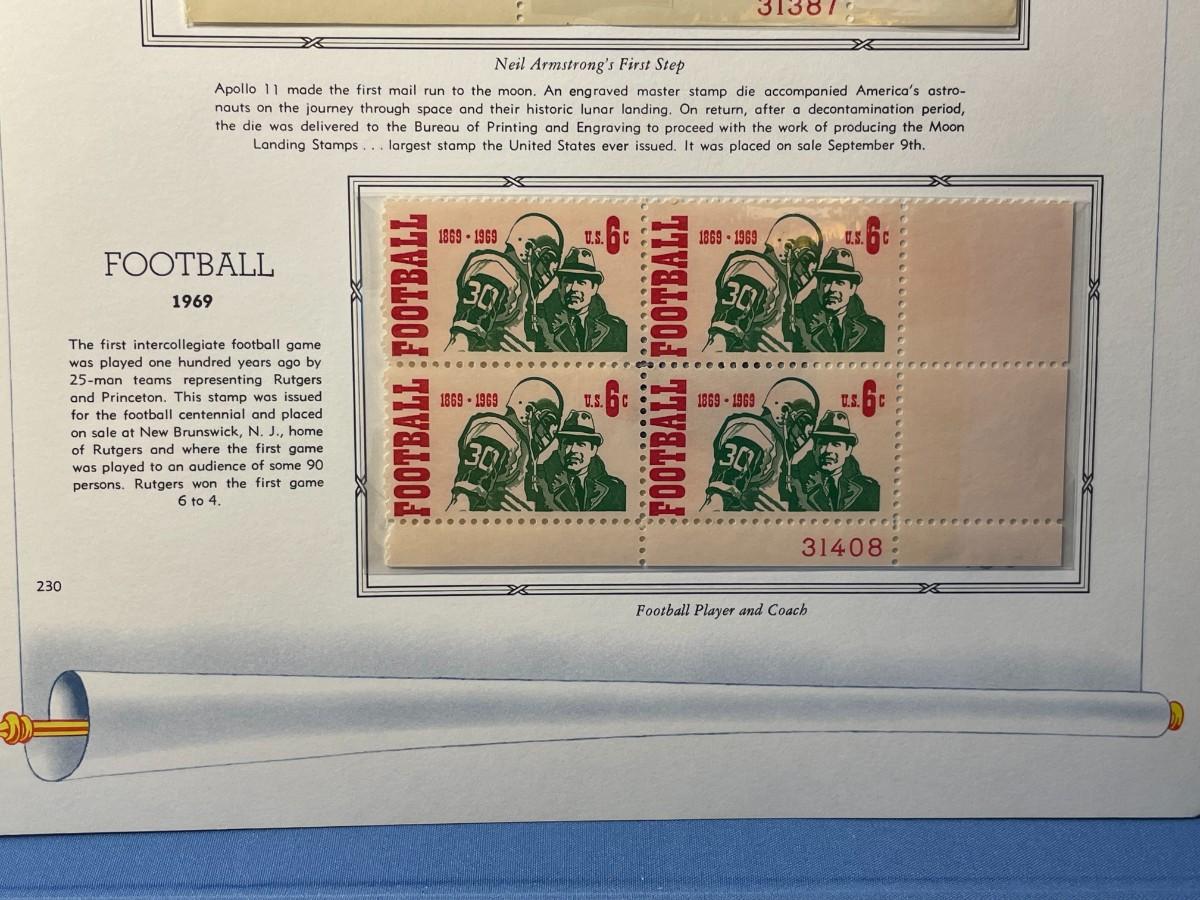 31387
Neil Armstrong's First Step
Apollo 11 made the first mail run to the moon. An engraved master stamp die accompanied America's astro-
nauts on the journey through space and their historic lunar landing. On return, after a decontamination period,
the die was delivered to the Bureau of Printing and Engraving to proceed with the work of producing the Moon
Landing Stamps . . . largest stamp the United States ever issued. It was placed on sale September 9th.
FOOTBALL
1969
The first intercollegiate football game
was played one hundred years ago by
25-man teams representing Rutgers
and Princeton. This stamp was issued
for the football centennial and placed
on sale at New Brunswick, N. J., home
of Rutgers and where the first game
was played to an audience of some 90
persons. Rutgers won the first game
6 to 4.
230
FOOTBALL
1869 • 1969
U.S. 6c
30
FOOTBALL
1869 • 1969
U.S. 6c
30
FOOTBALL
1869 • 1969
U.S. 6c
30
FOOTBALL
1869 • 1969
U.S. 6c
30
31408
Football Player and Coach